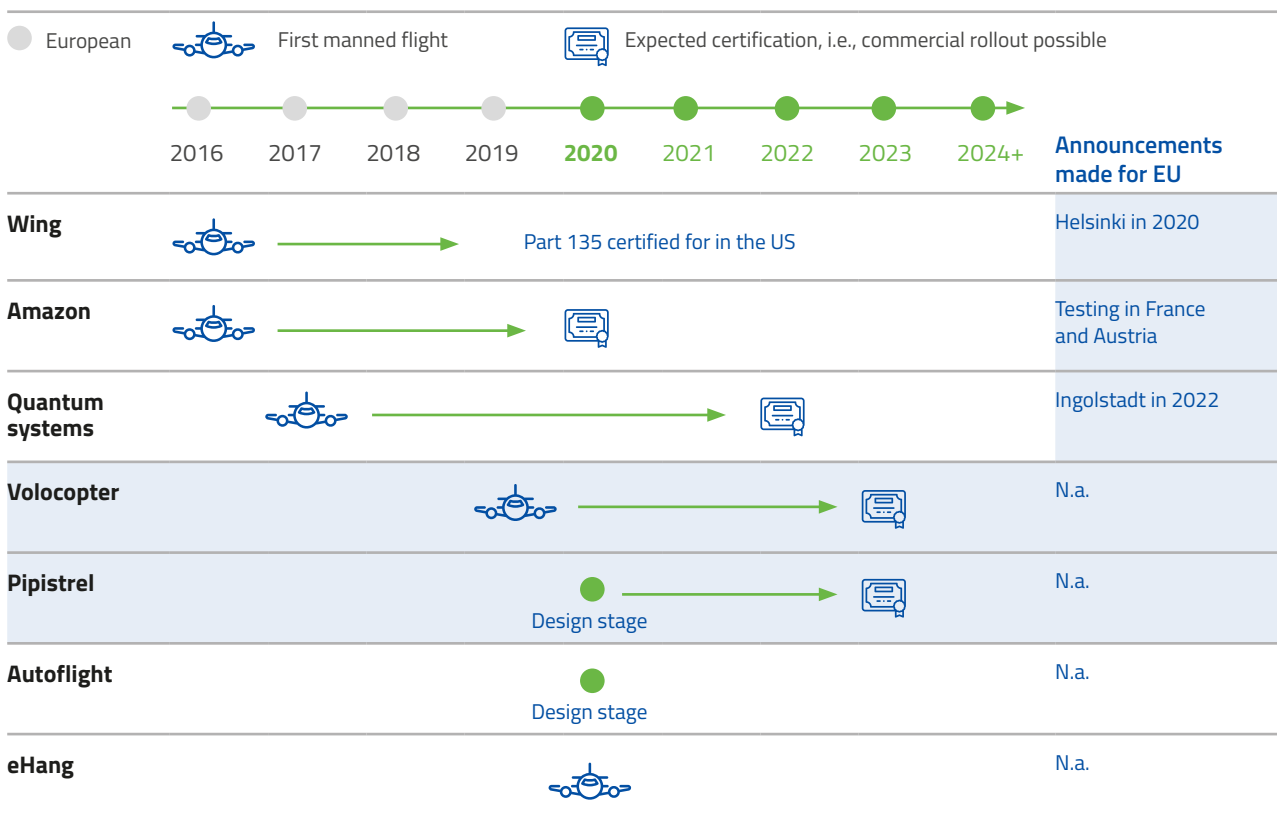 European
First manned flight
Expected certification, i.e., commercial rollout possible
2016
2017
2018
2019
2020
2021
2022
2023
2024+
Announcements
made for EU
Wing
Part 135 certified for in the US
Helsinki in 2020
Amazon
Testing in France
and Austria
Quantum
systems
Ingolstadt in 2022
Volocopter
N.a.
Pipistrel
Design stage
N.a.
Autoflight
Design stage
N.a.
eHang
N.a.